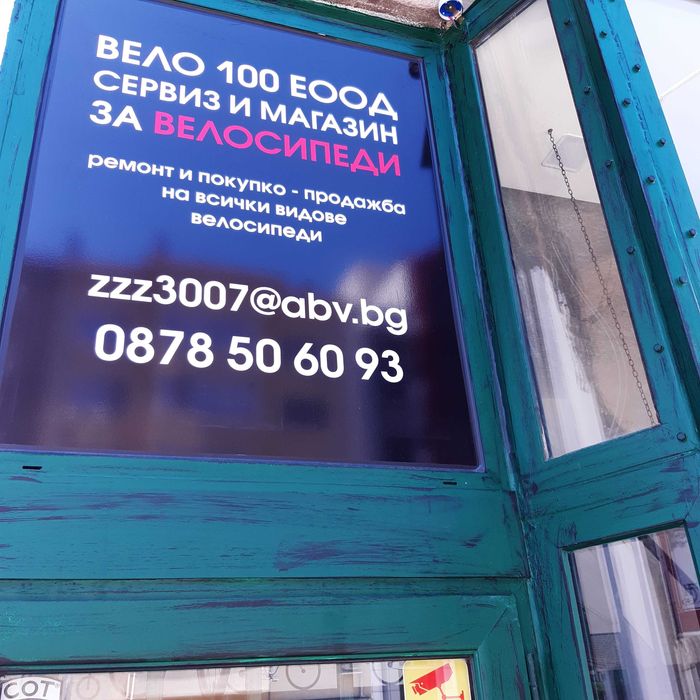 ВЕЛО 100 ЕООД
СЕРВИЗ И МАГАЗИН
ЗА ВЕЛОСИПЕДИ
ремонт и покупко - продажба
на всички видове
велосипеди
zzz3007@abv.bg
0878 50 60 93
СОТ